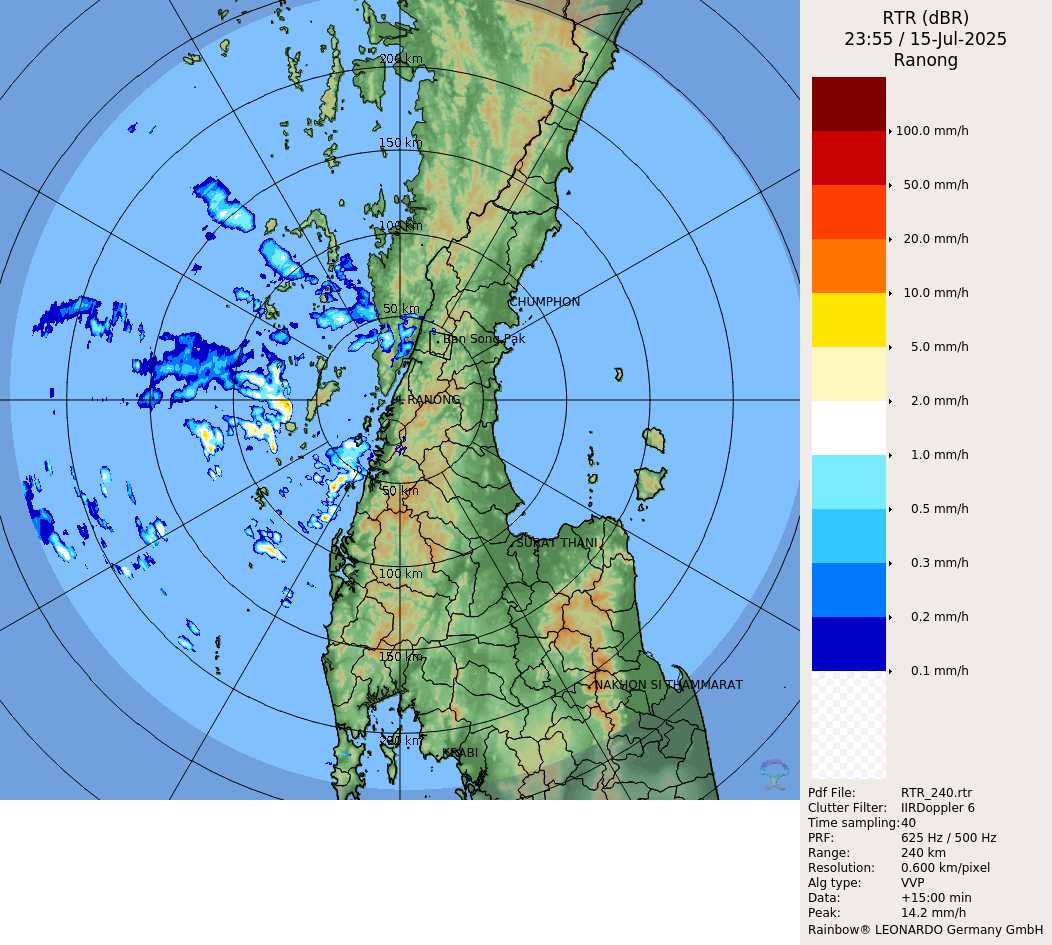 RTR (dBR)
23:55 / 15-Jul-2025
Ranong
200 km
150 km
100 km
50 km
CHUMPHON
Ban Song Pak
RANONG
50 km
SURAT THANI
100 km
150 km
NAKHON SI THAMMARAT
200 km
KRABI
100.0 mm/h
50.0 mm/h
20.0 mm/h
10.0 mm/h
5.0 mm/h
2.0 mm/h
1.0 mm/h
0.5 mm/h
0.3 mm/h
0.2 mm/h
0.1 mm/h
Pdf File: RTR_240.rtr
Clutter Filter: IIRDoppler 6
Time sampling:40
PRF: 625 Hz / 500 Hz
Range: 240 km
Resolution: 0.600 km/pixel
Alg type: VVP
Data: +15:00 min
Peak: 14.2 mm/h
Rainbow® LEONARDO Germany GmbH